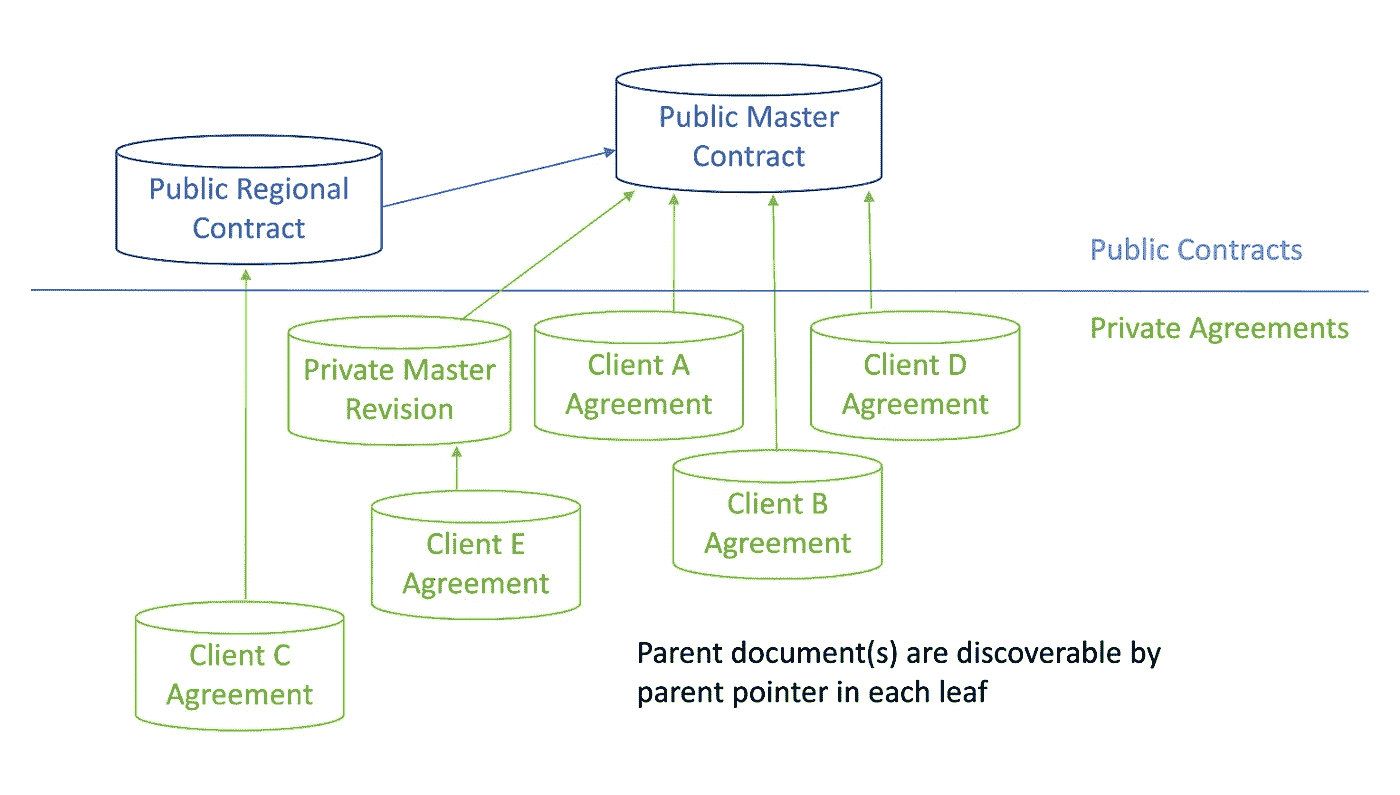 Public Master
Contract
Public Regional
Contract
Public Contracts
Private Agreements
Private Master
Revision
Client A
Agreement
Client D
Agreement
Client B
Agreement
Client E
Agreement
Client C
Agreement
Parent document(s) are discoverable by
parent pointer in each leaf